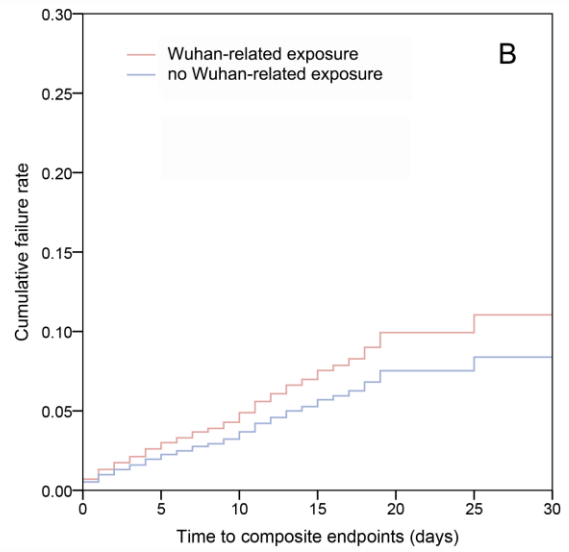 B
Wuhan-related exposure
no Wuhan-related exposure
Cumulative failure rate
0.30
0.25
0.20
0.15
0.10
0.05
0.00
0 5 10 15 20 25 30
Time to composite endpoints (days)